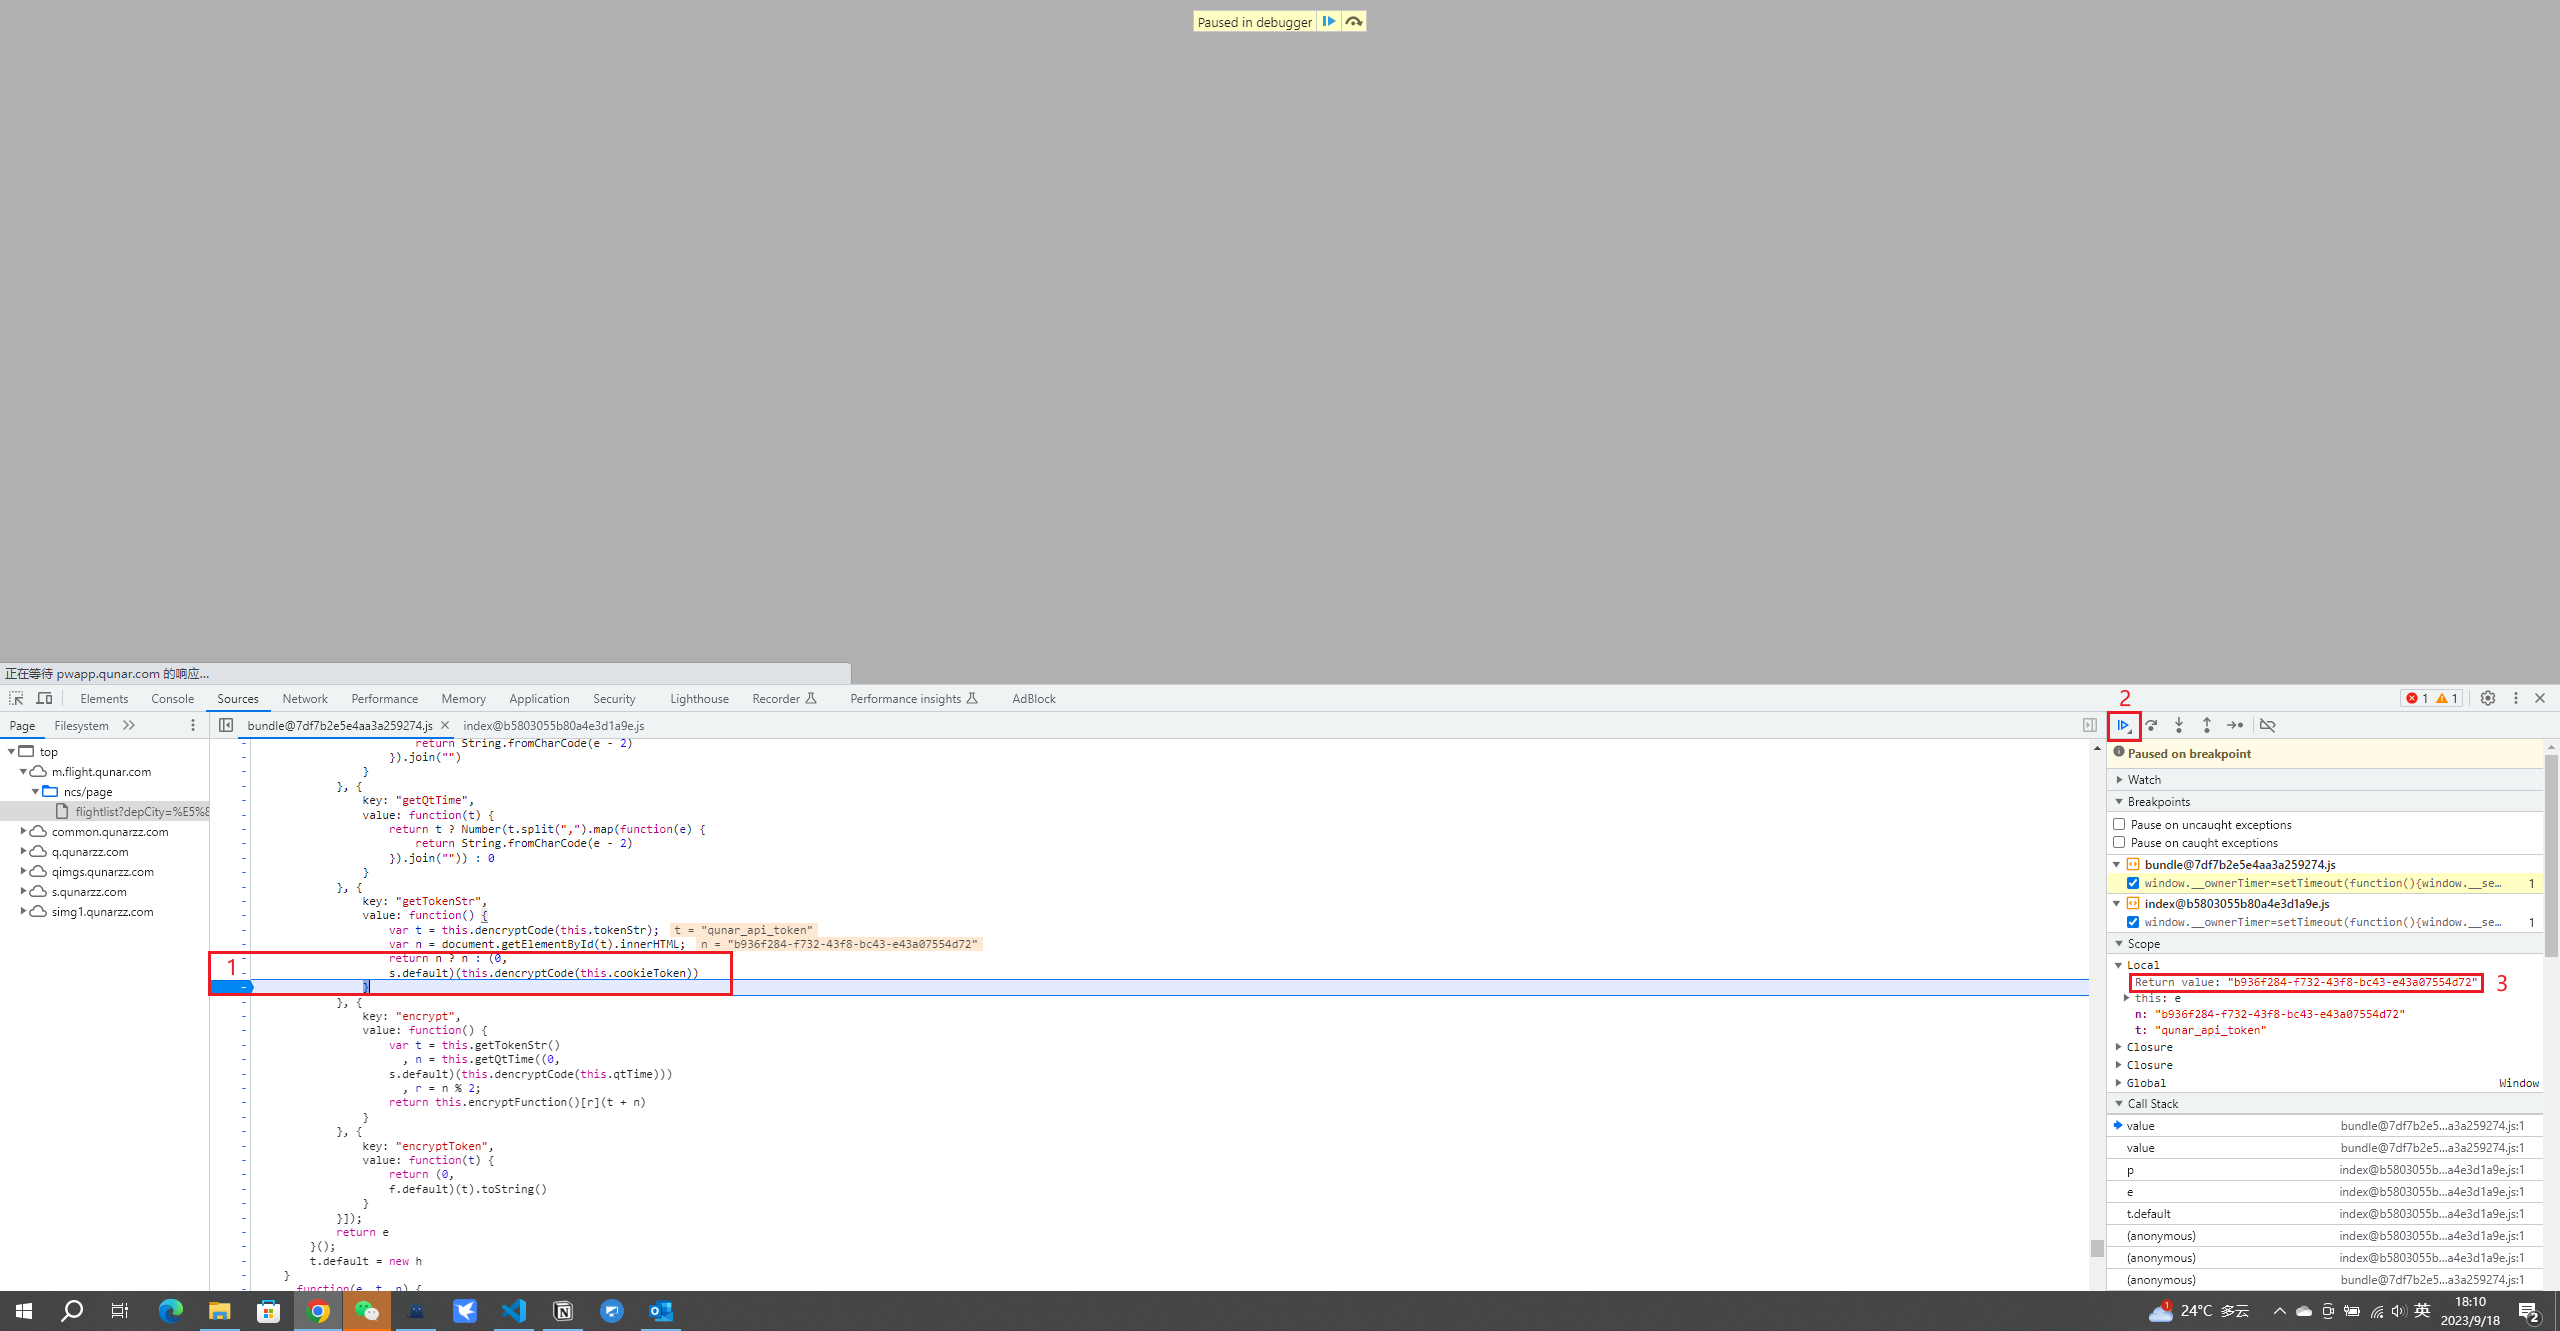 Paused in debugger
正在等待 pwapp.qunar.com 的响应...
Elements Console Sources Network Performance Memory Application Security Lighthouse Recorder Performance insights AdBlock
1 1
2
Page Filesystem
bundle@7df7b2e5e4aa3a259274.js index@b5803055b80a4e3d1a9e.js
top
m.flight.qunar.com
ncs/page
flightlist?depCity=%E5%8
common.qunarzz.com
q.qunarzz.com
qimgs.qunarzz.com
s.qunarzz.com
simg1.qunarzz.com
return String.fromCharCode(e - 2)
}).join("")
}
}, {
key: "getQtTime",
value: function(t) {
return t ? Number(t.split(",").map(function(e) {
return String.fromCharCode(e - 2)
}).join("")) : 0
}
}, {
key: "getTokenStr",
value: function() {
var t = this.dencryptCode(this.tokenStr); t = "qunar_api_token"
var n = document.getElementById(t).innerHTML; n = "b936f284-f732-43f8-bc43-e43a07554d72"
1
return n ? n : (0,
s.default)(this.dencryptCode(this.cookieToken))
}
}, {
key: "encrypt",
value: function() {
var t = this.getTokenStr()
, n = this.getQtTime((0,
s.default)(this.dencryptCode(this.qtTime)))
, r = n % 2;
return this.encryptFunction()[r](t + n)
}
}, {
key: "encryptToken",
value: function(t) {
return (0,
f.default)(t).toString()
}
}]);
return e
}();
t.default = new h
}
function(e, t, n) {
Paused on breakpoint
Watch
Breakpoints
Pause on uncaught exceptions
Pause on caught exceptions
bundle@7df7b2e5e4aa3a259274.js
window.__ownerTimer=setTimeout(function(){window.__se… 1
index@b5803055b80a4e3d1a9e.js
window.__ownerTimer=setTimeout(function(){window.__se… 1
Scope
Local
Return value: "b936f284-f732-43f8-bc43-e43a07554d72"
3
this: e
n: "b936f284-f732-43f8-bc43-e43a07554d72"
t: "qunar_api_token"
Closure
Closure
Global Window
Call Stack
value bundle@7df7b2e5…a3a259274.js:1
value bundle@7df7b2e5…a3a259274.js:1
p index@b5803055b…a4e3d1a9e.js:1
e index@b5803055b…a4e3d1a9e.js:1
t.default index@b5803055b…a4e3d1a9e.js:1
(anonymous) index@b5803055b…a4e3d1a9e.js:1
(anonymous) index@b5803055b…a4e3d1a9e.js:1
(anonymous) bundle@7df7b2e5…a3a259274.js:1
1
24°C 多云
英
18:10
2023/9/18
2